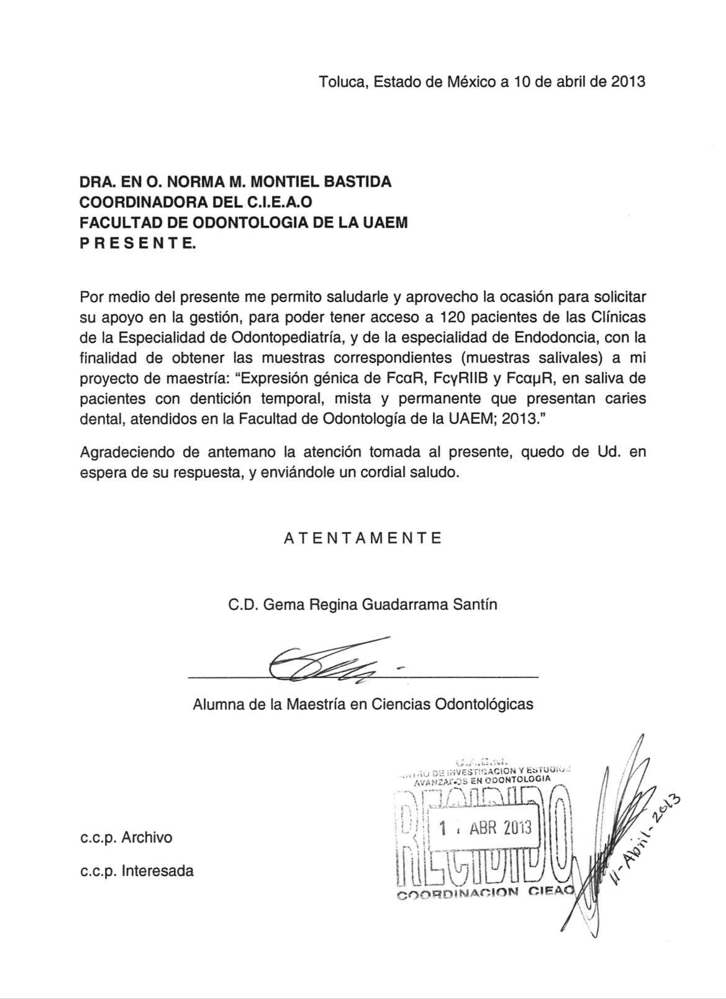 Toluca, Estado de México a 10 de abril de 2013
DRA. EN O. NORMA M. MONTIEL BASTIDA
COORDINADORA DEL C.I.E.A.O
FACULTAD DE ODONTOLOGIA DE LA UAEM
P R E S E N T E.
Por medio del presente me permito saludarle y aprovecho la ocasión para solicitar
su apoyo en la gestión, para poder tener acceso a 120 pacientes de las Clínicas
de la Especialidad de Odontopediatría, y de la especialidad de Endodoncia, con la
finalidad de obtener las muestras correspondientes (muestras salivales) a mi
proyecto de maestría: “Expresión génica de FcαR, FcγRIIB y FcαμR, en saliva de
pacientes con dentición temporal, mista y permanente que presentan caries
dental, atendidos en la Facultad de Odontología de la UAEM; 2013.”
Agradeciendo de antemano la atención tomada al presente, quedo de Ud. en
espera de su respuesta, y enviándole un cordial saludo.
A T E N T A M E N T E
C.D. Gema Regina Guadarrama Santín
Alumna de la Maestría en Ciencias Odontológicas
U.A.E.M.
CENTRO DE INVESTIGACION Y ESTUDIOS
AVANZADOS EN ODONTOLOGIA
RECIBIDO
ABR 2013
COORDINACION CIEAO
11-Abril-2013
c.c.p. Archivo
c.c.p. Interesada